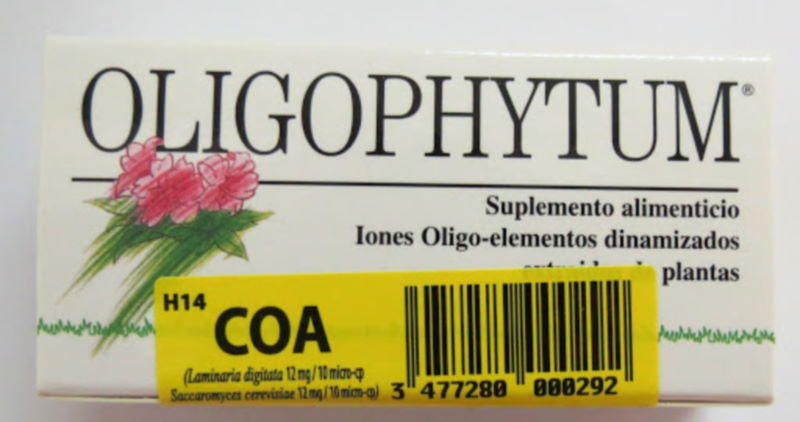 OLIGOPHYTUM®
Suplemento alimenticio
Iones Oligo-elementos dinamizados
plantas
H14
COA
(Laminaria digitata 12 mg / 10 micro-cp
Saccaromyces cerevisiae 12 mg / 10 micro-cp)
3 477280 000292